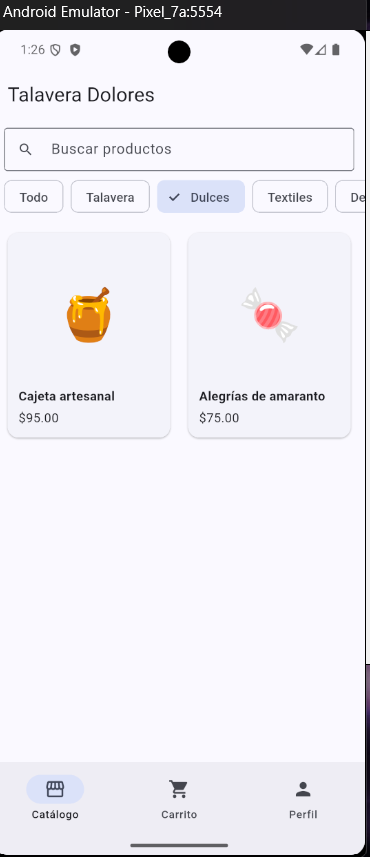 Android Emulator - Pixel_7a:5554
1:26
Talavera Dolores
Buscar productos
Todo Talavera Dulces Textiles De
Cajeta artesanal Alegrías de amaranto
$95.00 $75.00
Catálogo Carrito Perfil